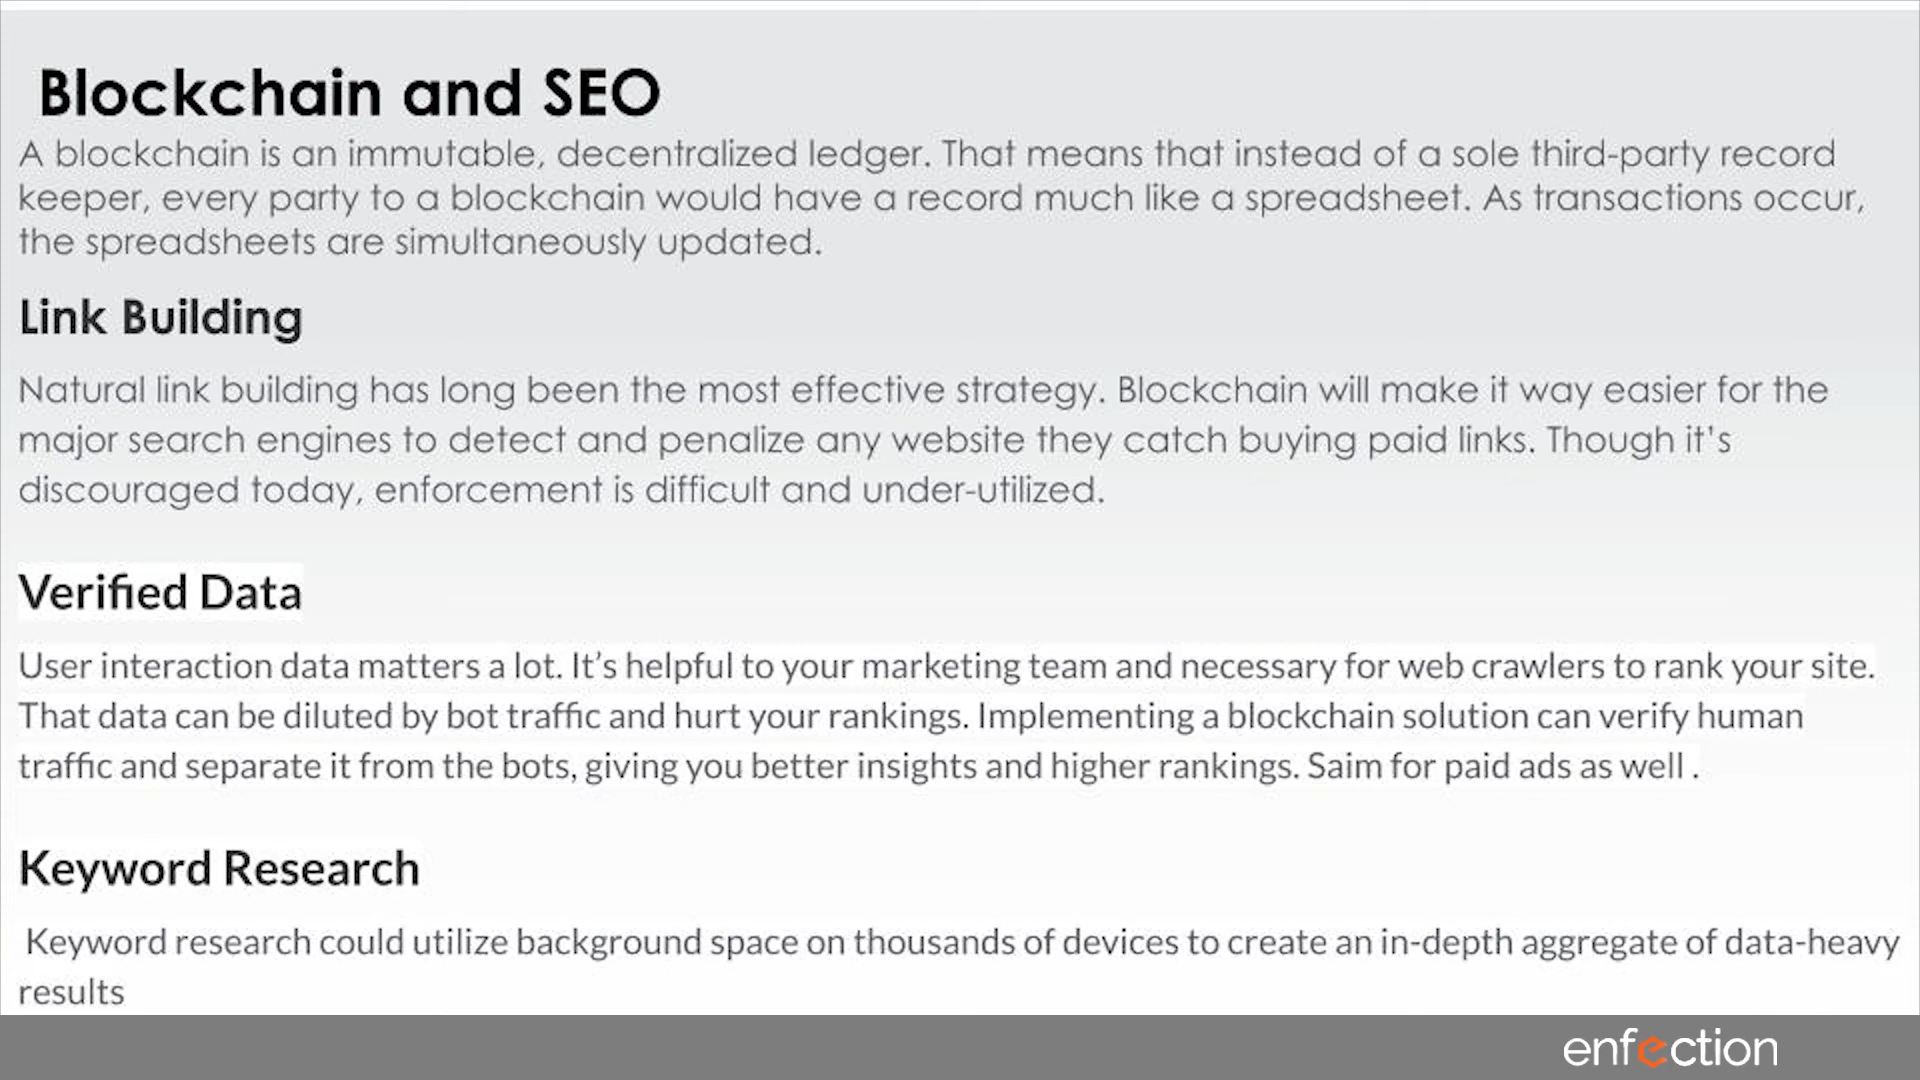 Blockchain and SEO
A blockchain is an immutable, decentralized ledger. That means that instead of a sole third-party record
keeper, every party to a blockchain would have a record much like a spreadsheet. As transactions occur,
the spreadsheets are simultaneously updated.
Link Building
Natural link building has long been the most effective strategy. Blockchain will make it way easier for the
major search engines to detect and penalize any website they catch buying paid links. Though it’s
discouraged today, enforcement is difficult and under-utilized.
Verified Data
User interaction data matters a lot. It’s helpful to your marketing team and necessary for web crawlers to rank your site.
That data can be diluted by bot traffic and hurt your rankings. Implementing a blockchain solution can verify human
traffic and separate it from the bots, giving you better insights and higher rankings. Saim for paid ads as well .
Keyword Research
Keyword research could utilize background space on thousands of devices to create an in-depth aggregate of data-heavy
results
enfection